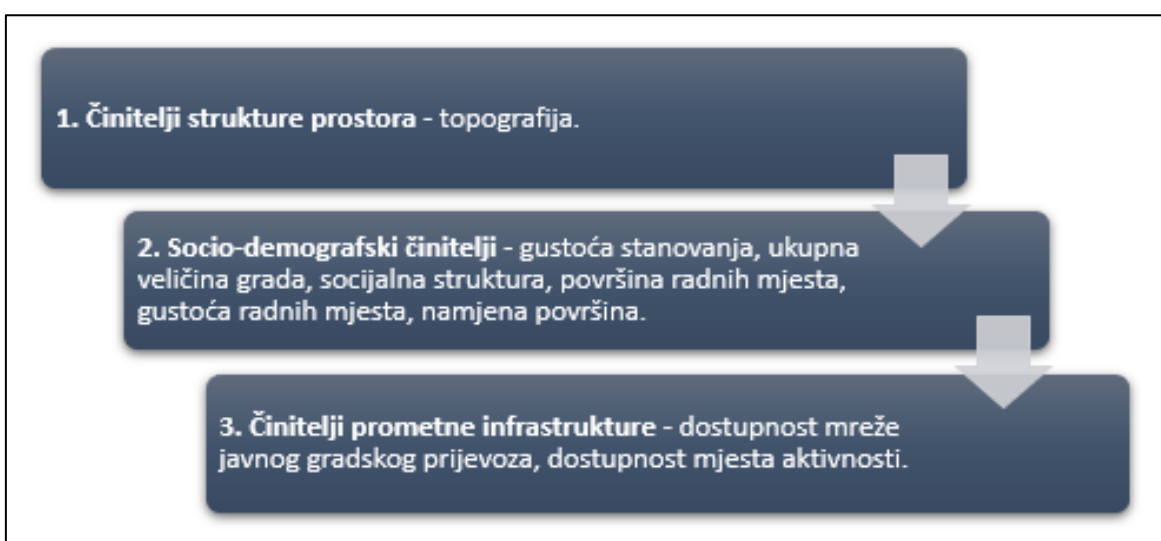 1. Činitelji strukture prostora - topografija.
2. Socio-demografski činitelji - gustoća stanovanja, ukupna
veličina grada, socijalna struktura, površina radnih mjesta,
gustoća radnih mjesta, namjena površina.
3. Činitelji prometne infrastrukture - dostupnost mreže
javnog gradskog prijevoza, dostupnost mjesta aktivnosti.